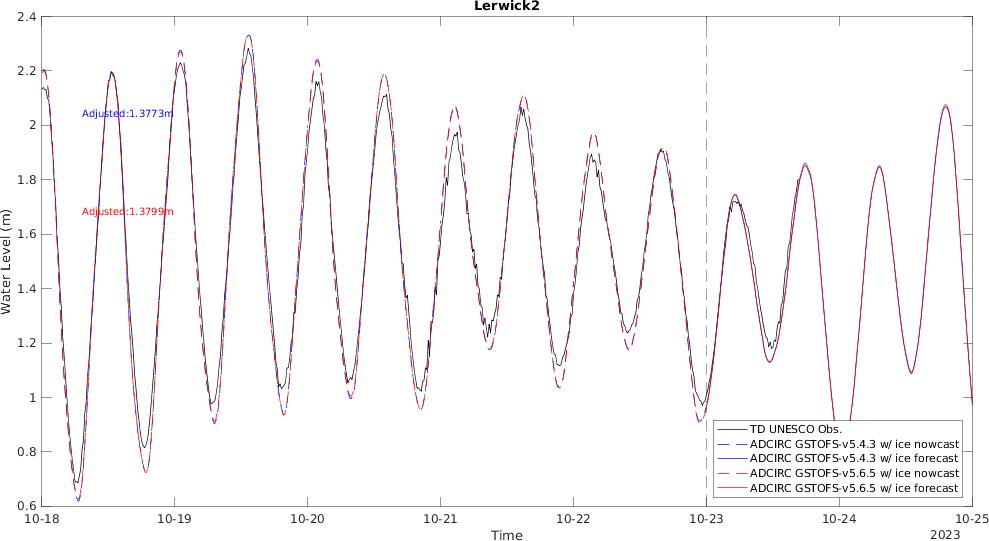 Lerwick2
2.4
2.2
2
1.8
1.6
1.4
1.2
1
0.8
0.6
Water Level (m)
Adjusted:1.3773m
Adjusted:1.3799m
TD UNESCO Obs.
ADCIRC GSTOFS-v5.4.3 w/ ice nowcast
ADCIRC GSTOFS-v5.4.3 w/ ice forecast
ADCIRC GSTOFS-v5.6.5 w/ ice nowcast
ADCIRC GSTOFS-v5.6.5 w/ ice forecast
10-18 10-19 10-20 10-21 10-22 10-23 10-24 10-25
Time
2023